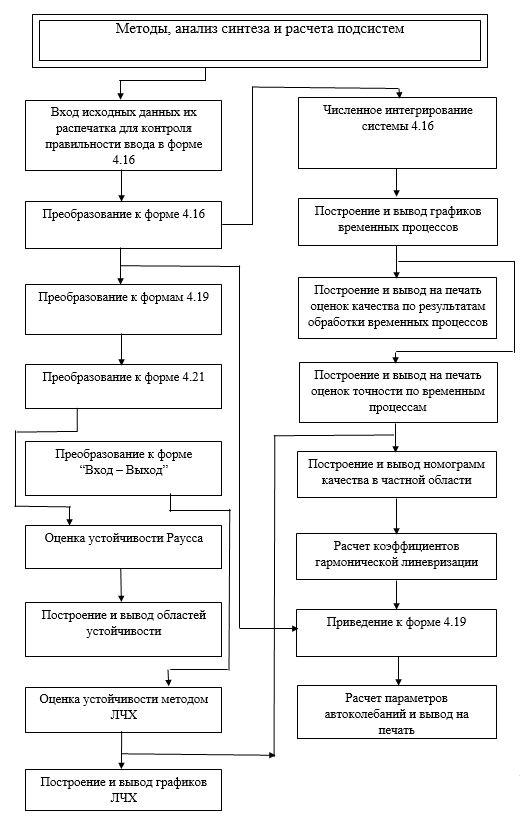 Методы, анализ синтеза и расчета подсистем
Вход исходных данных их
распечатка для контроля
правильности ввода в форме
4.16
Преобразование к форме 4.16
Преобразование к формам 4.19
Преобразование к форме 4.21
Преобразование к форме
“Вход – Выход”
Оценка устойчивости Раусса
Построение и вывод областей
устойчивости
Оценка устойчивости методом
ЛЧХ
Построение и вывод графиков
ЛЧХ
Численное интегрирование
системы 4.16
Построение и вывод графиков
временных процессов
Построение и вывод на печать
оценок качества по результатам
обработки временных процессов
Построение и вывод на печать
оценок точности по временным
процессам
Построение и вывод номограмм
качества в частной области
Расчет коэффициентов
гармонической линевризации
Приведение к форме 4.19
Расчет параметров
автоколебаний и вывод на
печать